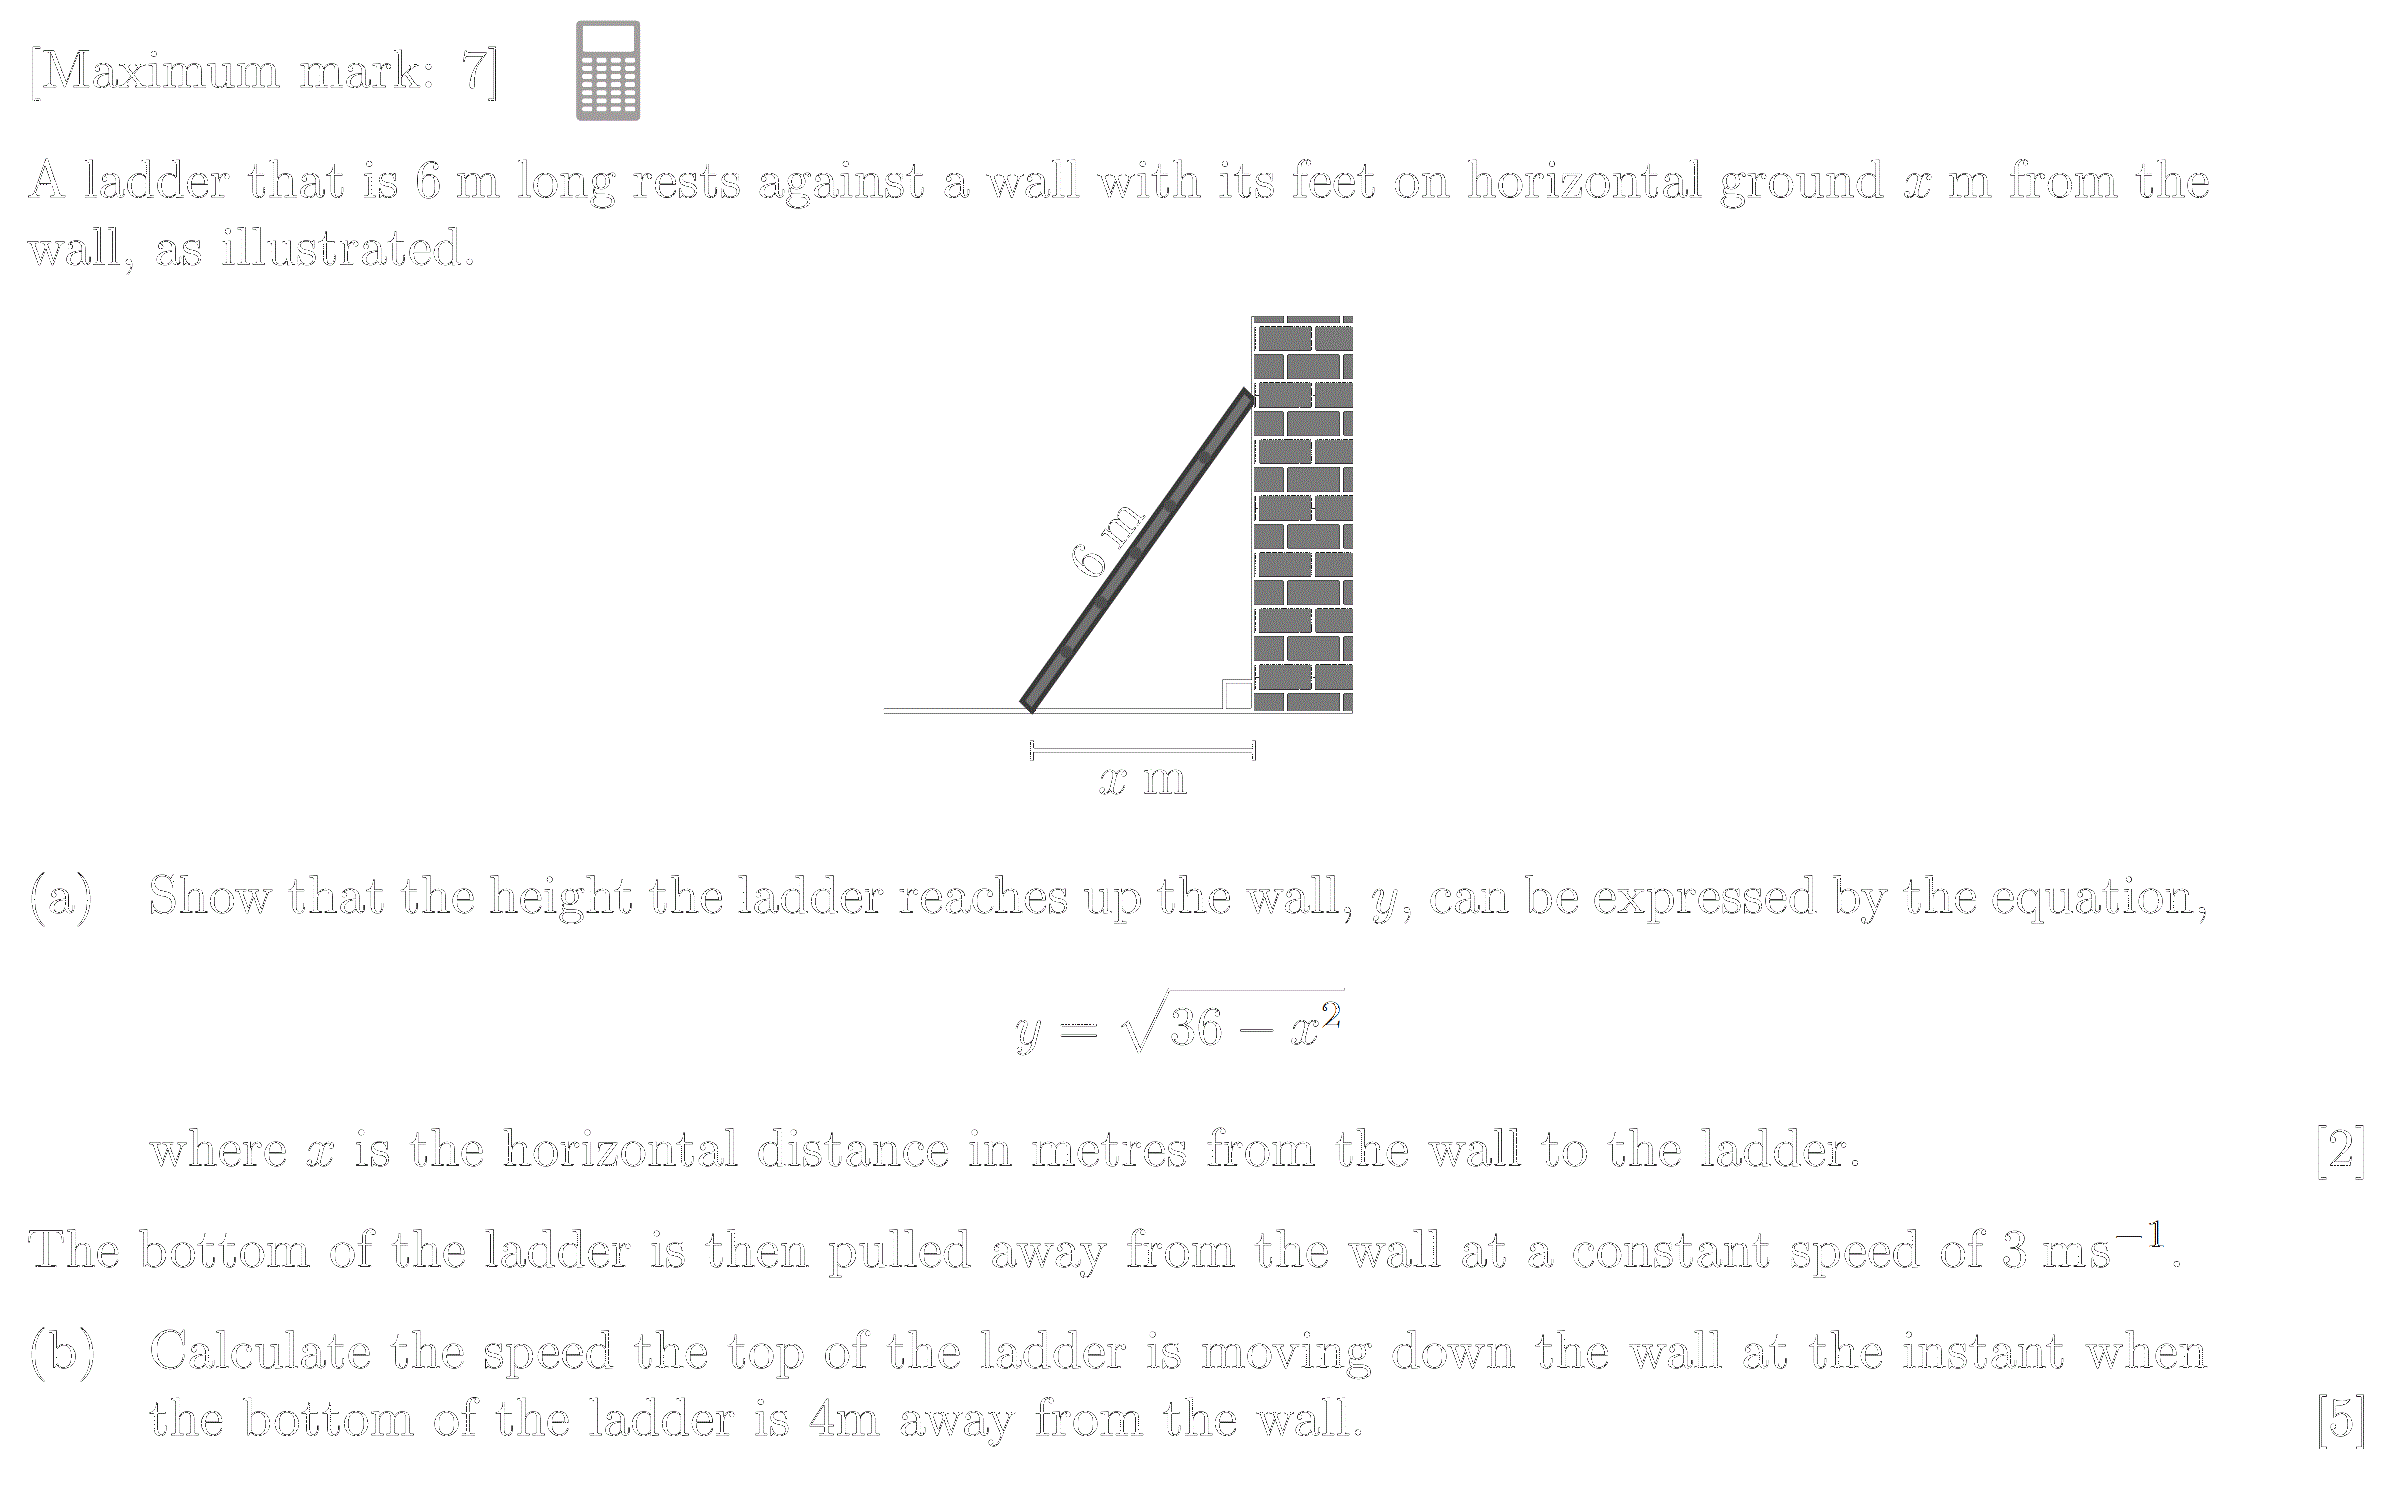 [Maximum mark: 7]
A ladder that is 6 m long rests against a wall with its feet on horizontal ground x m from the
wall, as illustrated.
6 m
x m
(a) Show that the height the ladder reaches up the wall, y, can be expressed by the equation,
y = √(36 − x²)
where x is the horizontal distance in metres from the wall to the ladder. [2]
The bottom of the ladder is then pulled away from the wall at a constant speed of 3 ms⁻¹.
(b) Calculate the speed the top of the ladder is moving down the wall at the instant when
the bottom of the ladder is 4m away from the wall. [5]